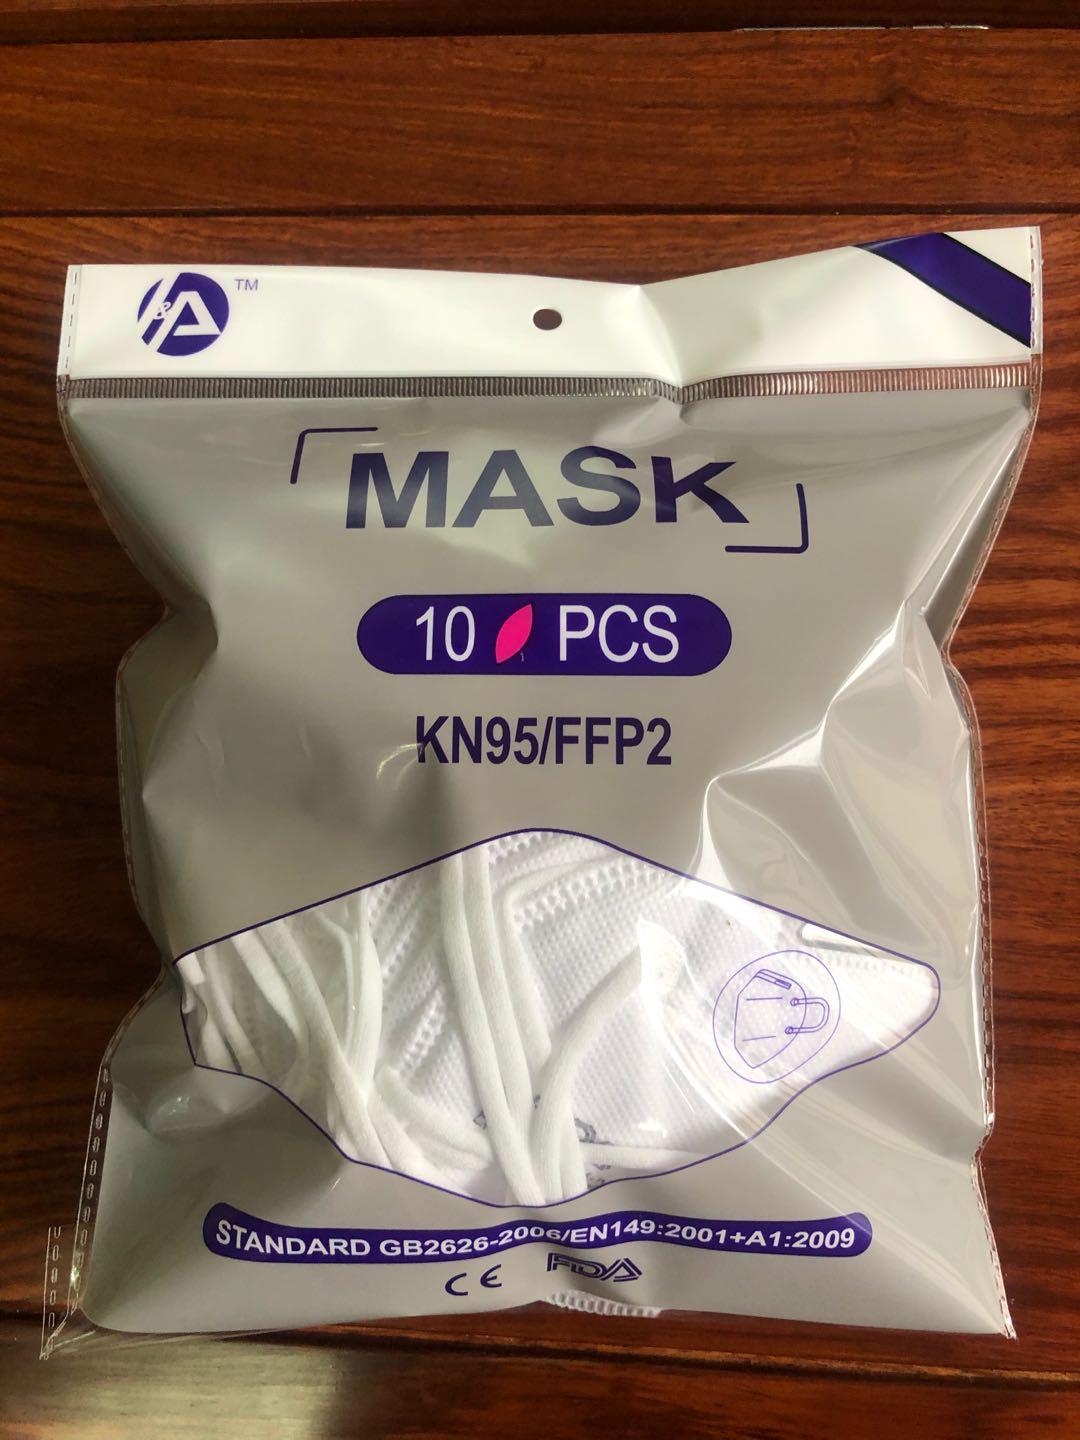 &A TM
MASK
10 PCS
KN95/FFP2
STANDARD GB2626-2006/EN149:2001+A1:2009
CE FDA